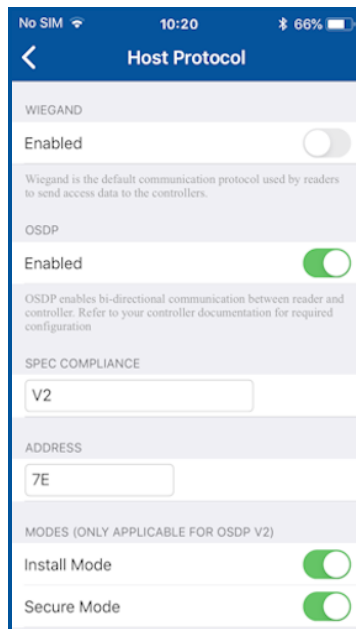 No SIM 10:20 66%
Host Protocol
WIEGAND
Enabled
Wiegand is the default communication protocol used by readers
to send access data to the controllers.
OSDP
Enabled
OSDP enables bi-directional communication between reader and
controller. Refer to your controller documentation for required
configuration
SPEC COMPLIANCE
V2
ADDRESS
7E
MODES (ONLY APPLICABLE FOR OSDP V2)
Install Mode
Secure Mode